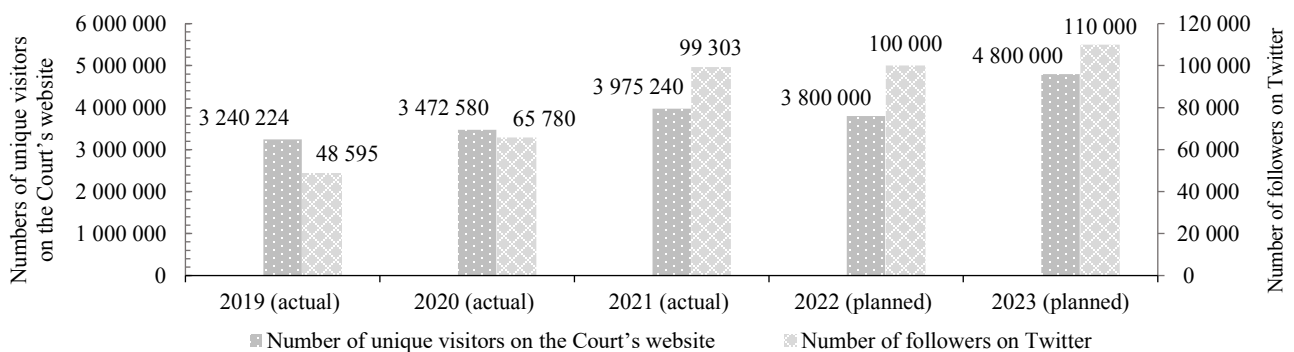 Numbers of unique visitors
on the Court’s website
6 000 000
5 000 000
4 000 000
3 000 000
2 000 000
1 000 000
0
3 240 224
48 595
3 472 580
65 780
3 975 240
99 303
3 800 000
100 000
4 800 000
110 000
120 000
100 000
80 000
60 000
40 000
20 000
0
Number of followers on Twitter
2019 (actual)
2020 (actual)
2021 (actual)
2022 (planned)
2023 (planned)
Number of unique visitors on the Court’s website
Number of followers on Twitter